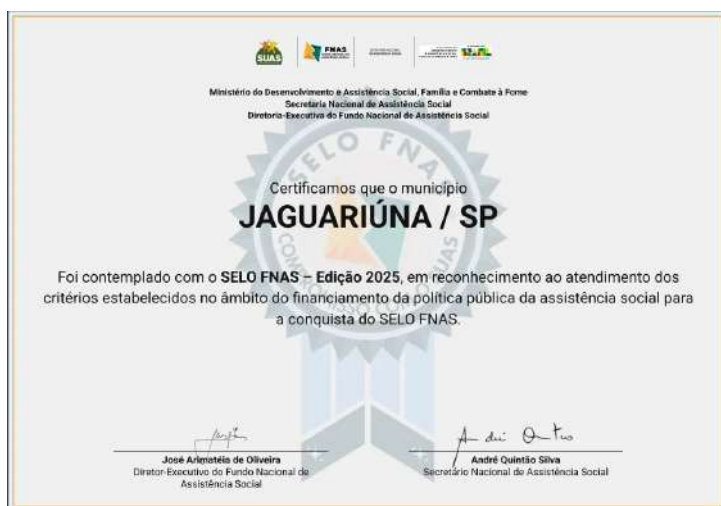 SUAS
FNAS
Ministério do Desenvolvimento e Assistência Social, Família e Combate à Fome
Secretaria Nacional de Assistência Social
Diretoria-Executiva do Fundo Nacional de Assistência Social
SELO FNAS
Certificamos que o município
JAGUARIÚNA / SP
COMPROMISSO COM O SUAS
Foi contemplado com o SELO FNAS – Edição 2025, em reconhecimento ao atendimento dos
critérios estabelecidos no âmbito do financiamento da política pública da assistência social para
a conquista do SELO FNAS.
José Arimatéia de Oliveira
Diretor-Executivo do Fundo Nacional de
Assistência Social
André Quintão Silva
Secretário Nacional de Assistência Social